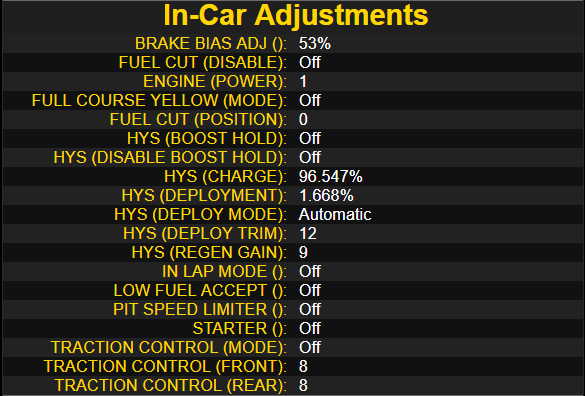 In-Car Adjustments
BRAKE BIAS ADJ (): 53%
FUEL CUT (DISABLE): Off
ENGINE (POWER): 1
FULL COURSE YELLOW (MODE): Off
FUEL CUT (POSITION): 0
HYS (BOOST HOLD): Off
HYS (DISABLE BOOST HOLD): Off
HYS (CHARGE): 96.547%
HYS (DEPLOYMENT): 1.668%
HYS (DEPLOY MODE): Automatic
HYS (DEPLOY TRIM): 12
HYS (REGEN GAIN): 9
IN LAP MODE (): Off
LOW FUEL ACCEPT (): Off
PIT SPEED LIMITER (): Off
STARTER (): Off
TRACTION CONTROL (MODE): Off
TRACTION CONTROL (FRONT): 8
TRACTION CONTROL (REAR): 8